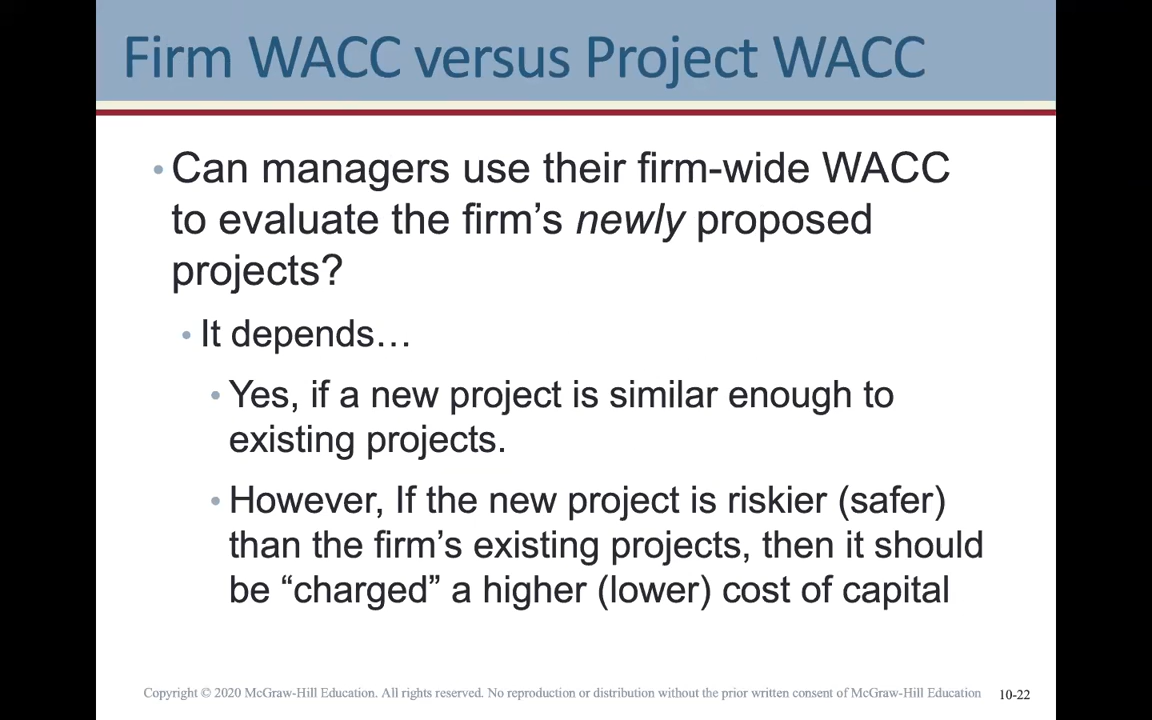 Firm WACC versus Project WACC
• Can managers use their firm-wide WACC
to evaluate the firm’s newly proposed
projects?
• It depends…
• Yes, if a new project is similar enough to
existing projects.
• However, If the new project is riskier (safer)
than the firm’s existing projects, then it should
be “charged” a higher (lower) cost of capital
Copyright © 2020 McGraw-Hill Education. All rights reserved. No reproduction or distribution without the prior written consent of McGraw-Hill Education 10-22